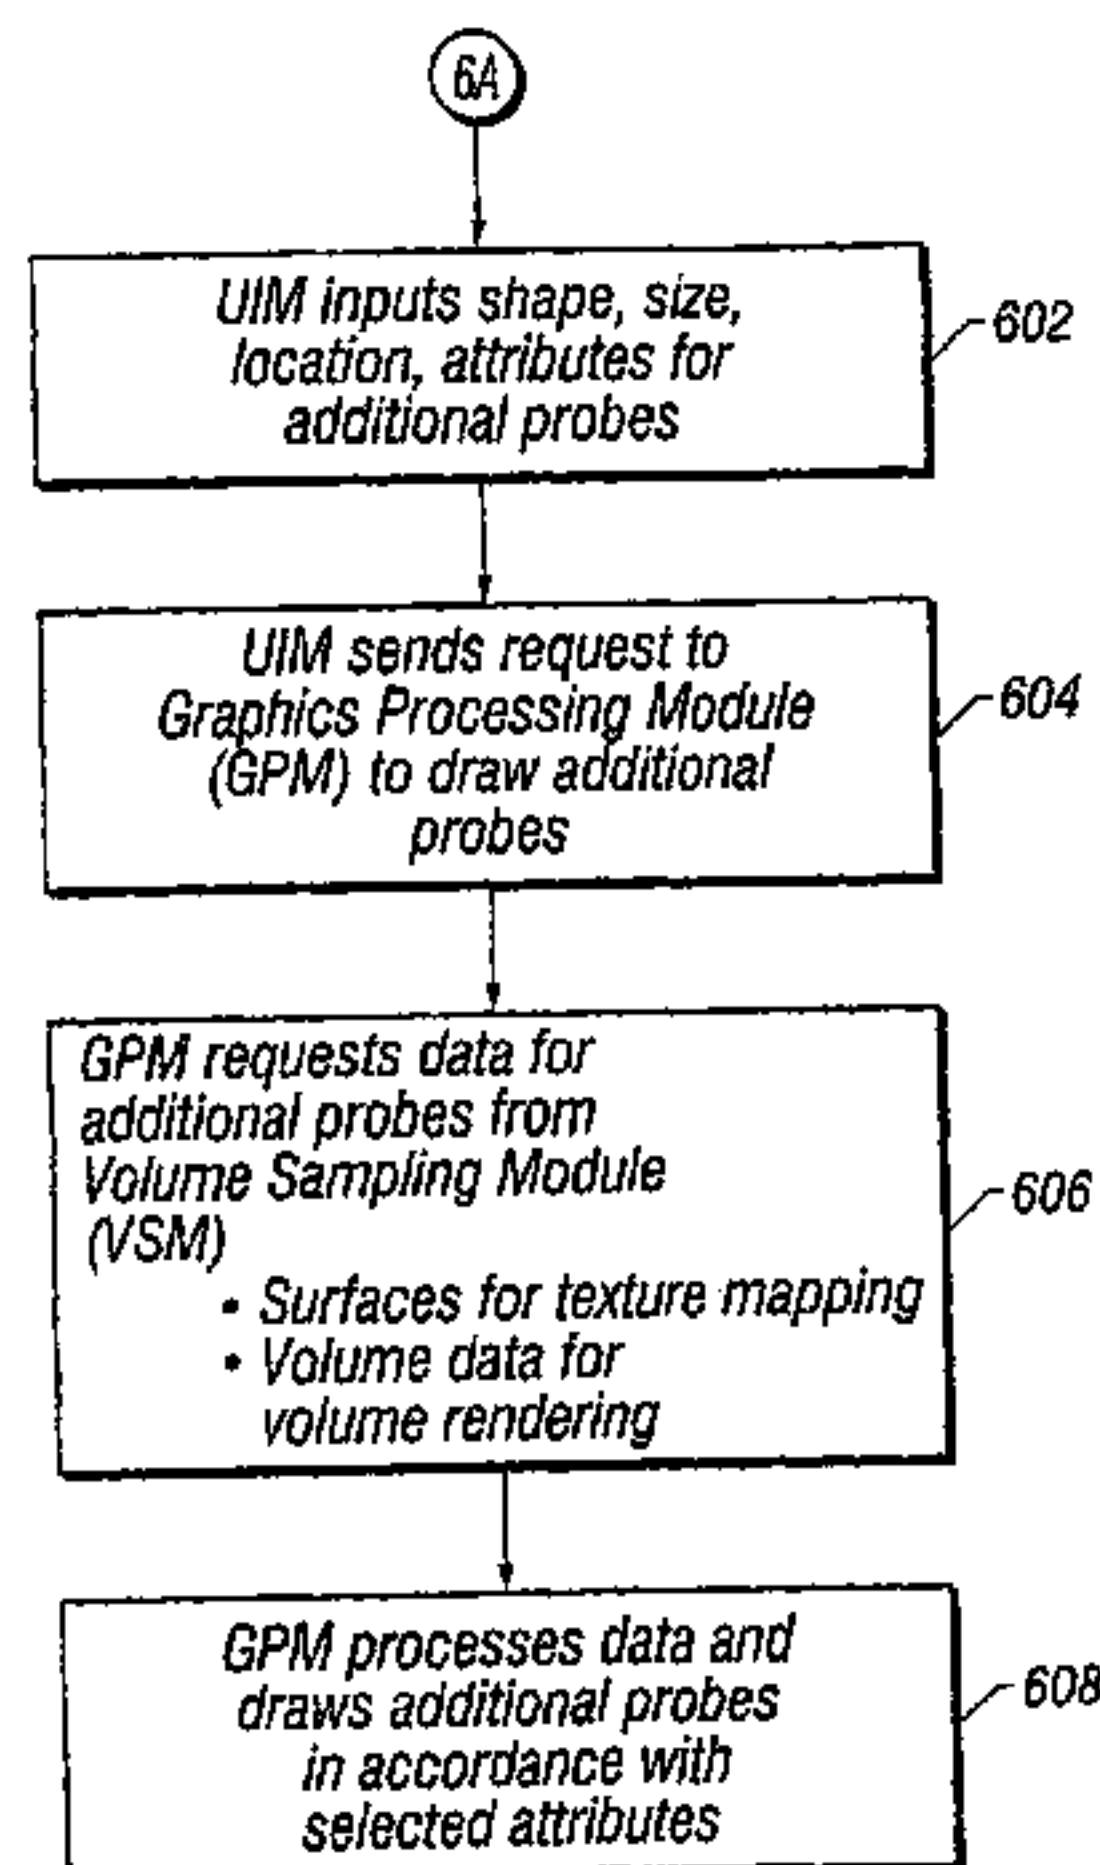 6A
UIM inputs shape, size,
location, attributes for
additional probes
602
UIM sends request to
Graphics Processing Module
(GPM) to draw additional
probes
604
GPM requests data for
additional probes from
Volume Sampling Module
(VSM)
• Surfaces for texture mapping
• Volume data for
volume rendering
606
GPM processes data and
draws additional probes
in accordance with
selected attributes
608